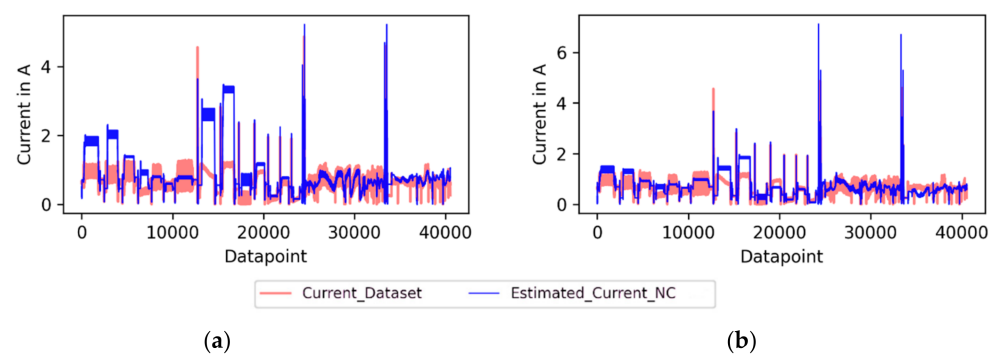 Current in A
4
2
0
0
10000
20000
30000
40000
Datapoint
Current in A
6
4
2
0
0
10000
20000
30000
40000
Datapoint
Current_Dataset
Estimated_Current_NC
(a)
(b)